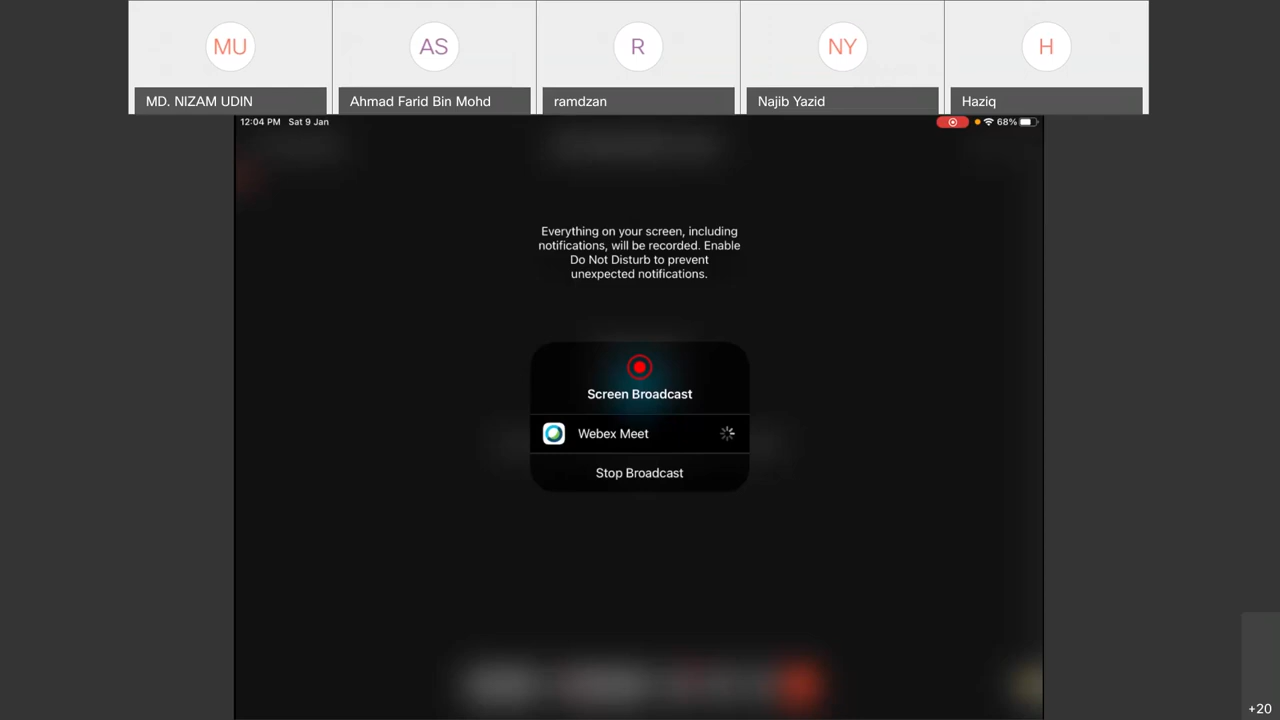 MU
AS
R
NY
H
MD. NIZAM UDIN
Ahmad Farid Bin Mohd
ramdzan
Najib Yazid
Haziq
12:04 PM Sat 9 Jan
68%
Everything on your screen, including
notifications, will be recorded. Enable
Do Not Disturb to prevent
unexpected notifications.
Screen Broadcast
Webex Meet
Stop Broadcast
+20